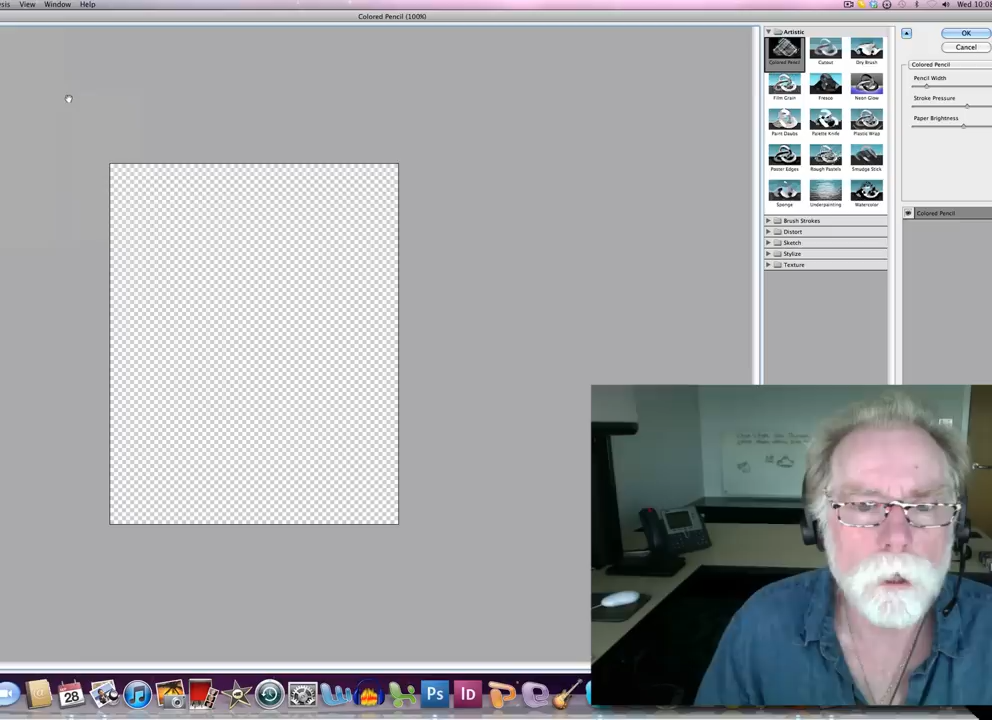 View Window Help
Wed 10:08
Colored Pencil (100%)
Artistic
Colored Pencil Cutout Dry Brush
Film Grain Fresco Neon Glow
Paint Daubs Palette Knife Plastic Wrap
Poster Edges Rough Pastels Smudge Stick
Sponge Underpainting Watercolor
Brush Strokes
Distort
Sketch
Stylize
Texture
OK
Cancel
Colored Pencil
Pencil Width
Stroke Pressure
Paper Brightness
Colored Pencil
28
Ps
ID